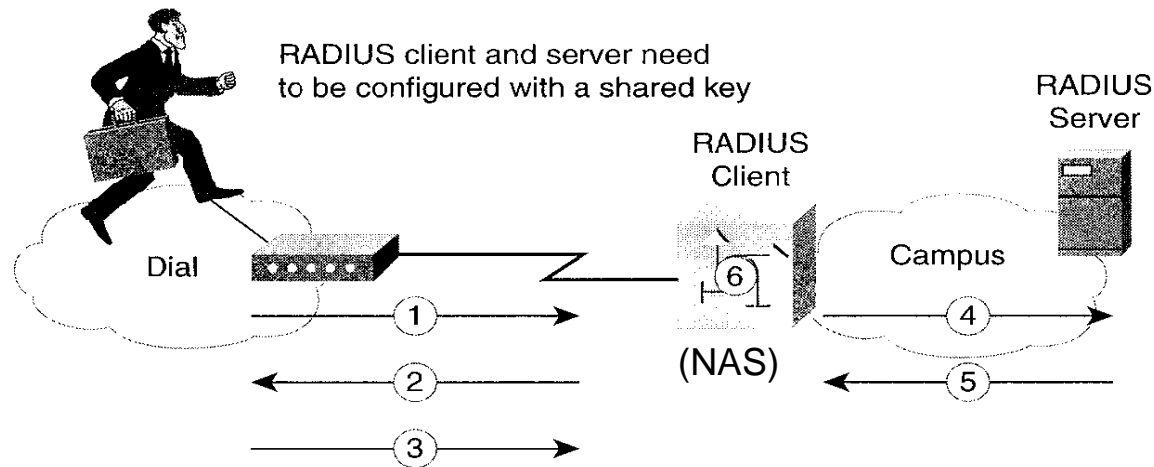 RADIUS client and server need
to be configured with a shared key
RADIUS
Server
RADIUS
Client
Dial
Campus
6
1
4
(NAS)
2
5
3